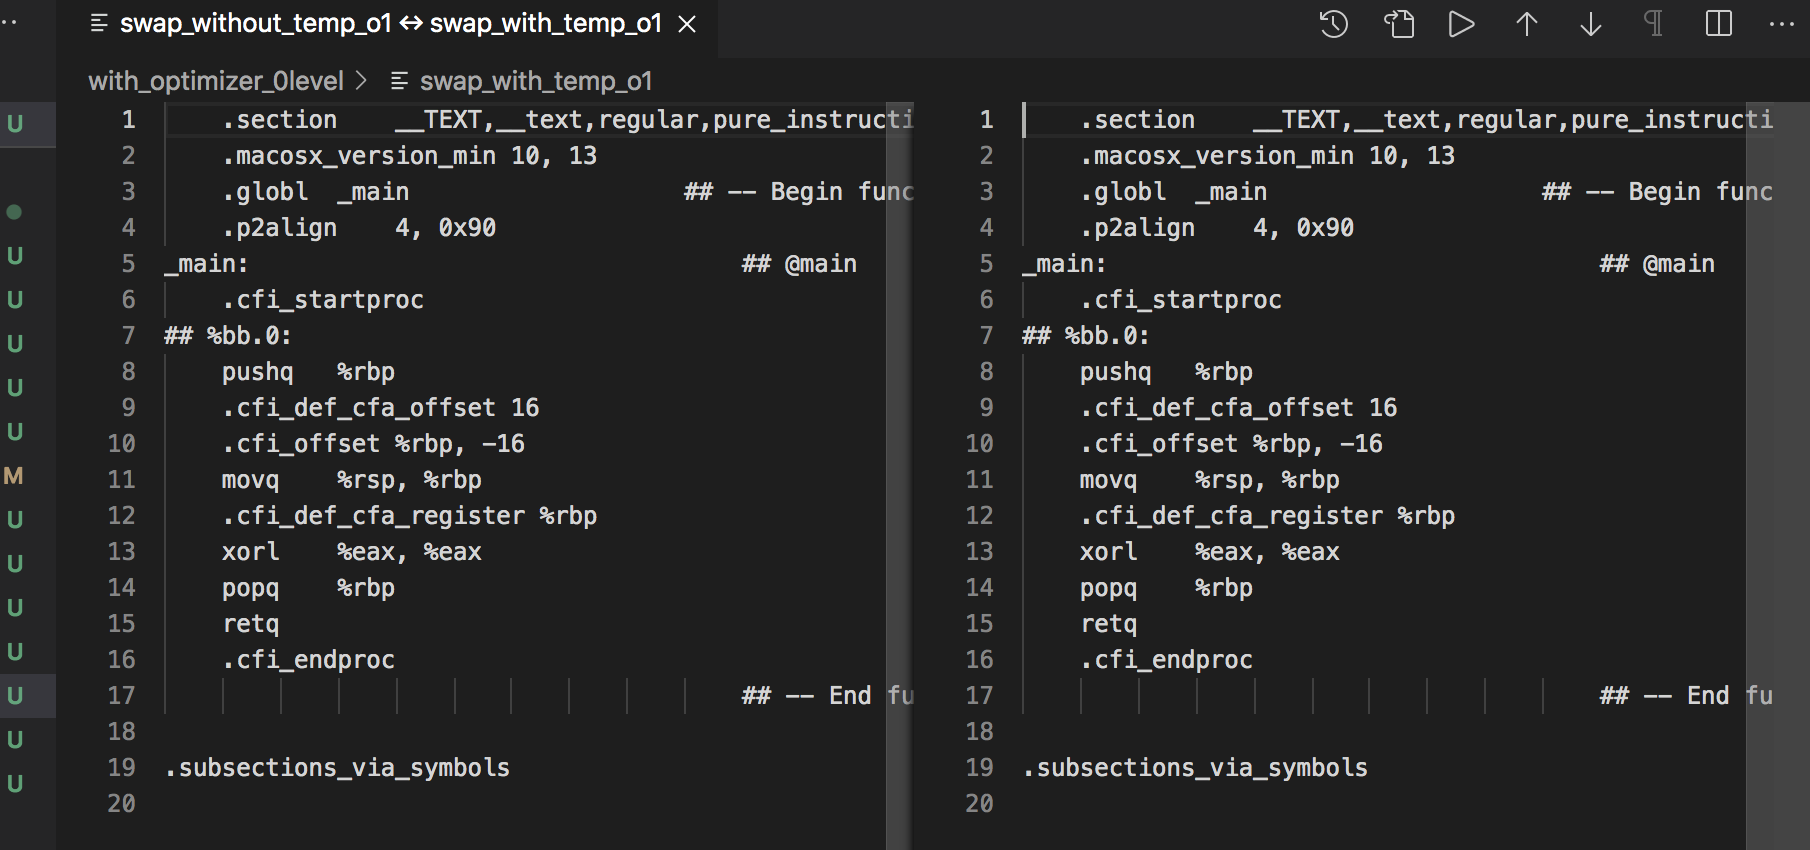 swap_without_temp_o1 ↔ swap_with_temp_o1
with_optimizer_0level > swap_with_temp_o1
U
U
U
U
U
U
M
U
U
U
U
U
U
U
1 .section __TEXT,__text,regular,pure_instructi
2 .macosx_version_min 10, 13
3 .globl _main ## -- Begin func
4 .p2align 4, 0x90
5 _main: ## @main
6 .cfi_startproc
7 ## %bb.0:
8 pushq %rbp
9 .cfi_def_cfa_offset 16
10 .cfi_offset %rbp, -16
11 movq %rsp, %rbp
12 .cfi_def_cfa_register %rbp
13 xorl %eax, %eax
14 popq %rbp
15 retq
16 .cfi_endproc
17 ## -- End fu
18
19 .subsections_via_symbols
20
1 .section __TEXT,__text,regular,pure_instructi
2 .macosx_version_min 10, 13
3 .globl _main ## -- Begin func
4 .p2align 4, 0x90
5 _main: ## @main
6 .cfi_startproc
7 ## %bb.0:
8 pushq %rbp
9 .cfi_def_cfa_offset 16
10 .cfi_offset %rbp, -16
11 movq %rsp, %rbp
12 .cfi_def_cfa_register %rbp
13 xorl %eax, %eax
14 popq %rbp
15 retq
16 .cfi_endproc
17 ## -- End fu
18
19 .subsections_via_symbols
20